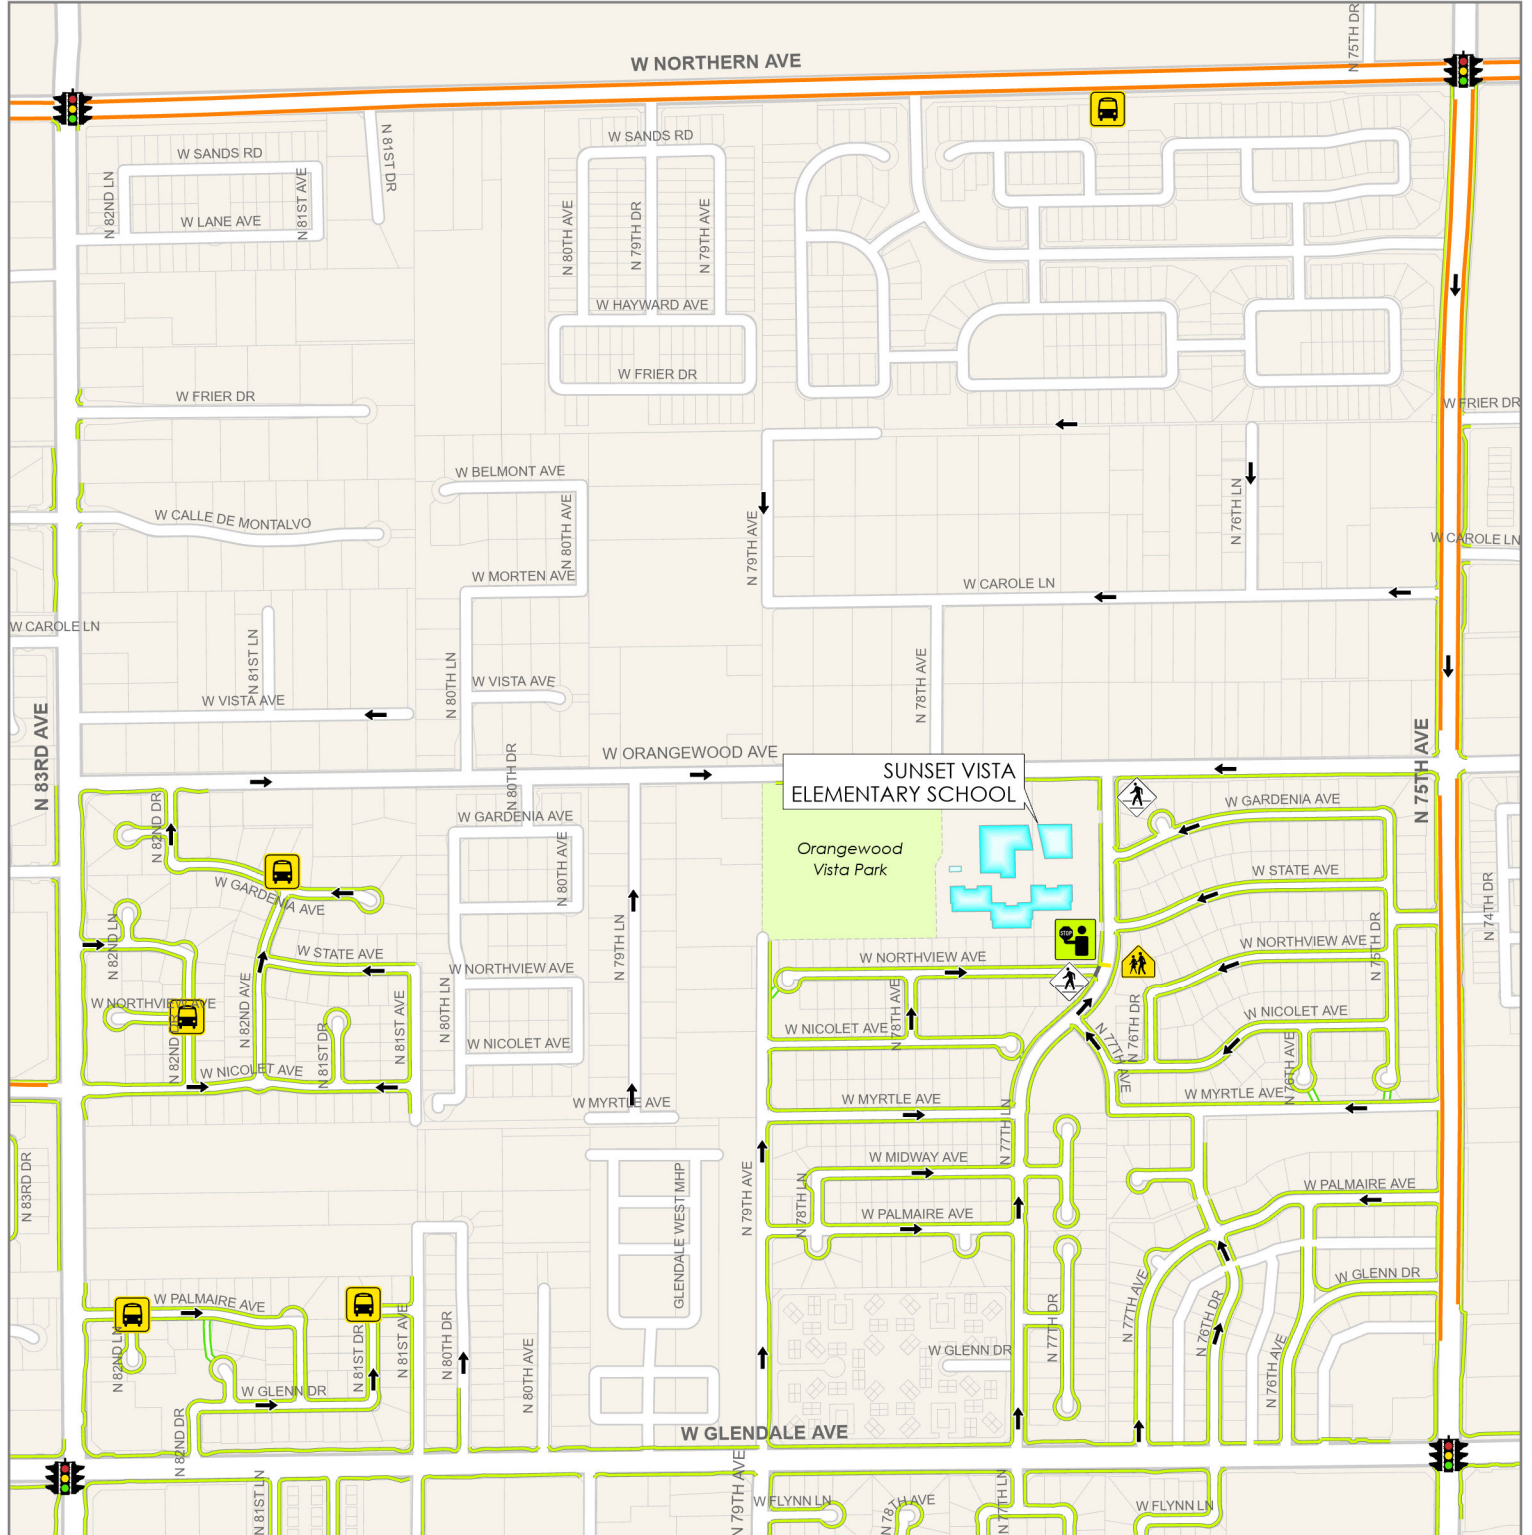 N 75TH DR
W NORTHERN AVE
W SANDS RD
N 81ST DR
W SANDS RD
N 82ND LN
N 81ST AVE
W LANE AVE
N 80TH AVE
N 79TH DR
N 79TH AVE
W HAYWARD AVE
W FRIER DR
W FRIER DR
W FRIER DR
W BELMONT AVE
N 80TH AVE
W CALLE DE MONTALVO
N 79TH AVE
N 76TH LN
W CAROLE LN
W MORTEN AVE
W CAROLE LN
W CAROLE LN
N 81ST LN
N 80TH LN
N 78TH AVE
W VISTA AVE
W VISTA AVE
N 83RD AVE
N 75TH AVE
W ORANGEWOOD AVE
SUNSET VISTA
ELEMENTARY SCHOOL
N 80TH DR
N 82ND DR
W GARDENIA AVE
W GARDENIA AVE
N 80TH AVE
Orangewood
Vista Park
W STATE AVE
W GARDENIA AVE
N 74TH DR
N 82ND LN
N 79TH LN
STOP
W STATE AVE
W NORTHVIEW AVE
N 75TH DR
W NORTHVIEW AVE
W NORTHVIEW AVE
W NORTHVIEW AVE
N 82ND AVE
N 80TH LN
N 78TH AVE
W NICOLET AVE
W NICOLET AVE
N 82ND DR
N 81ST DR
N 81ST AVE
W NICOLET AVE
N 77TH AVE
N 76TH DR
W NICOLET AVE
N 76TH AVE
W MYRTLE AVE
W MYRTLE AVE
W MYRTLE AVE
N 77TH LN
N 83RD DR
W MIDWAY AVE
GLENDALE WEST MHP
N 79TH AVE
N 78TH LN
W PALMAIRE AVE
W PALMAIRE AVE
W PALMAIRE AVE
W GLENN DR
N 82ND LN
N 81ST DR
N 81ST AVE
N 80TH DR
N 80TH AVE
W GLENN DR
N 77TH DR
N 77TH AVE
N 76TH DR
N 76TH AVE
W GLENN DR
N 82ND DR
W GLENDALE AVE
N 81ST LN
N 79TH AVE
W FLYNN LN
N 78TH AVE
N 77TH LN
W FLYNN LN